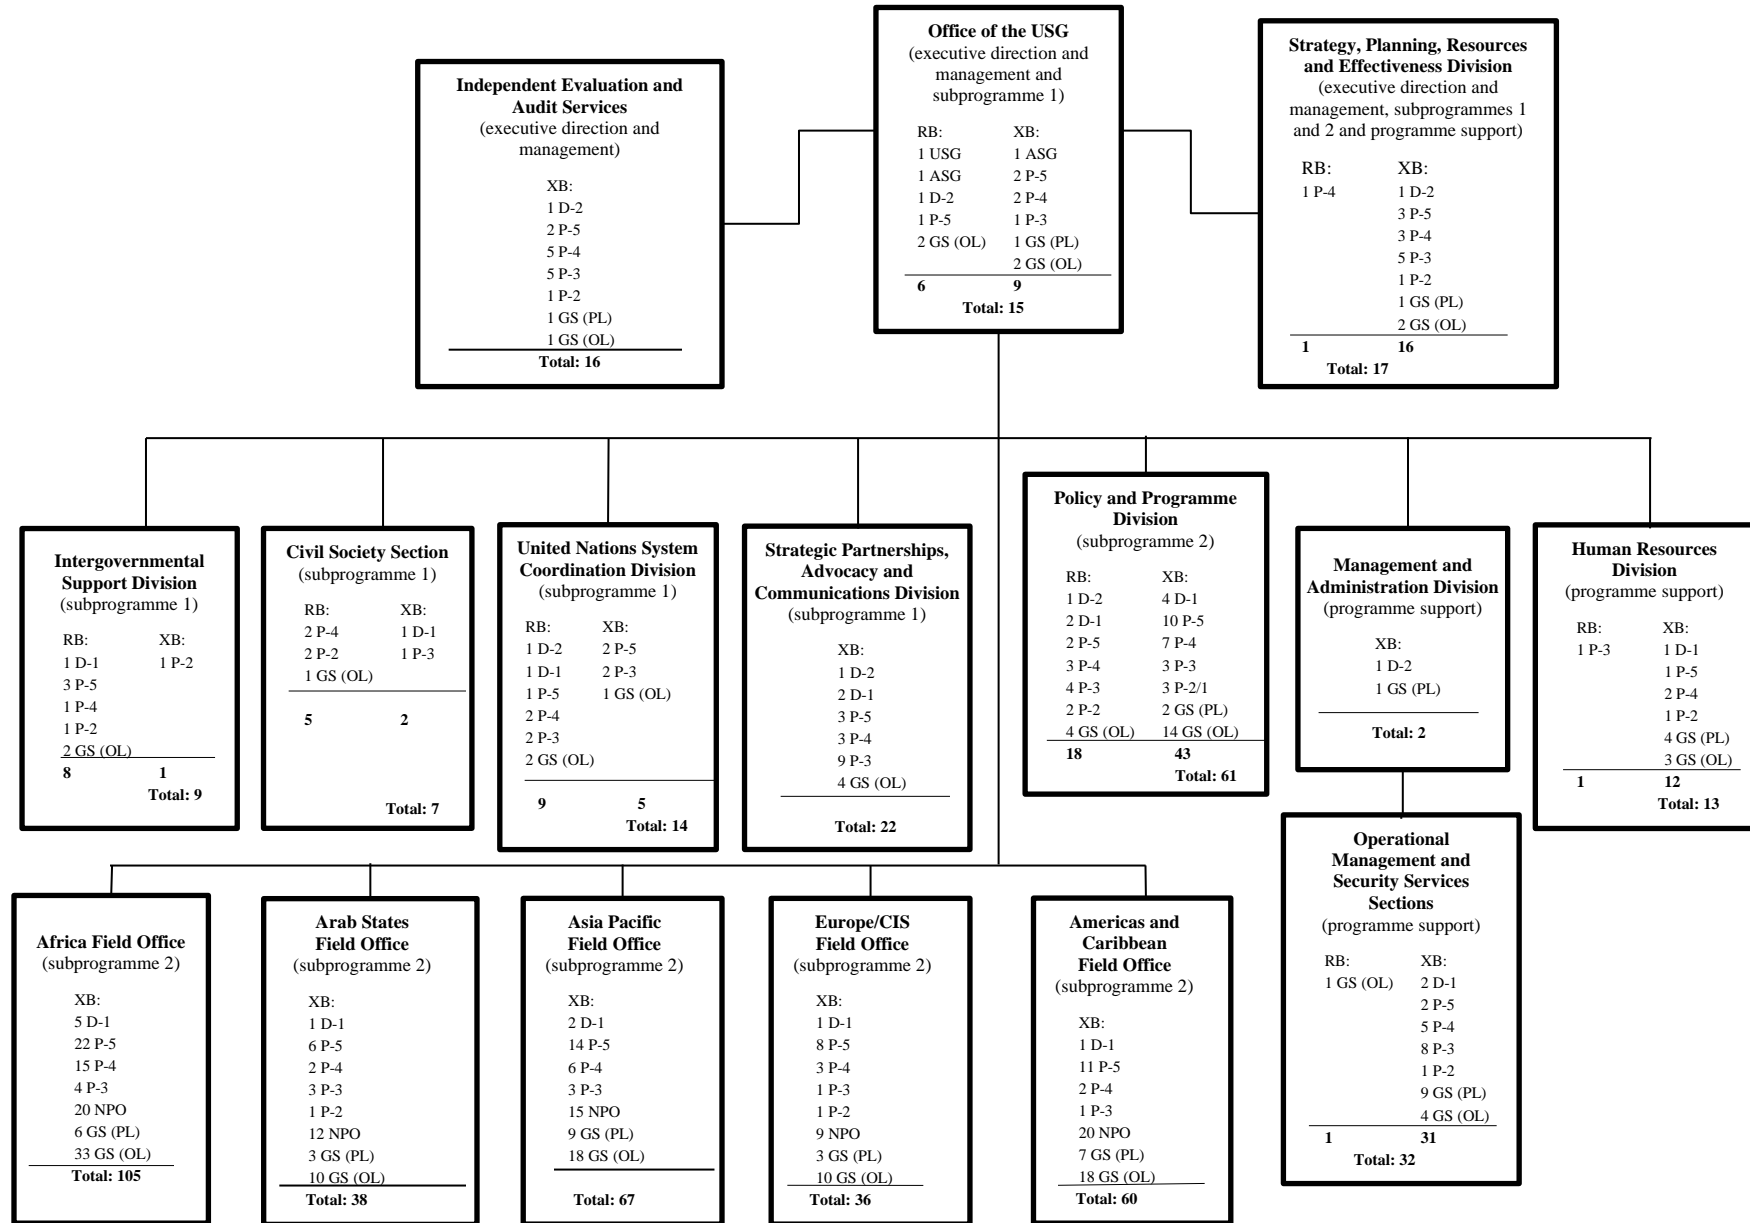 Office of the USG
(executive direction and
management and
subprogramme 1)
RB: XB:
1 USG 1 ASG
1 ASG 2 P-5
1 D-2 2 P-4
1 P-5 1 P-3
2 GS (OL) 1 GS (PL)
2 GS (OL)
6 9
Total: 15
Independent Evaluation and
Audit Services
(executive direction and
management)
XB:
1 D-2
2 P-5
5 P-4
5 P-3
1 P-2
1 GS (PL)
1 GS (OL)
Total: 16
Strategy, Planning, Resources
and Effectiveness Division
(executive direction and
management, subprogrammes 1
and 2 and programme support)
RB: XB:
1 P-4 1 D-2
3 P-5
3 P-4
5 P-3
1 P-2
1 GS (PL)
2 GS (OL)
1 16
Total: 17
Intergovernmental
Support Division
(subprogramme 1)
RB: XB:
1 D-1 1 P-2
3 P-5
1 P-4
1 P-2
2 GS (OL)
8 1
Total: 9
Civil Society Section
(subprogramme 1)
RB: XB:
2 P-4 1 D-1
2 P-2 1 P-3
1 GS (OL)
5 2
Total: 7
United Nations System
Coordination Division
(subprogramme 1)
RB: XB:
1 D-2 2 P-5
1 D-1 2 P-3
1 P-5 1 GS (OL)
2 P-4
2 P-3
2 GS (OL)
9 5
Total: 14
Strategic Partnerships,
Advocacy and
Communications Division
(subprogramme 1)
XB:
1 D-2
2 D-1
3 P-5
3 P-4
9 P-3
4 GS (OL)
Total: 22
Policy and Programme
Division
(subprogramme 2)
RB: XB:
1 D-2 4 D-1
2 D-1 10 P-5
2 P-5 7 P-4
3 P-4 3 P-3
4 P-3 3 P-2/1
2 P-2 2 GS (PL)
4 GS (OL) 14 GS (OL)
18 43
Total: 61
Management and
Administration Division
(programme support)
XB:
1 D-2
1 GS (PL)
Total: 2
Human Resources
Division
(programme support)
RB: XB:
1 P-3 1 D-1
1 P-5
2 P-4
1 P-2
4 GS (PL)
3 GS (OL)
1 12
Total: 13
Operational
Management and
Security Services
Sections
(programme support)
RB: XB:
1 GS (OL) 2 D-1
2 P-5
5 P-4
8 P-3
1 P-2
9 GS (PL)
4 GS (OL)
1 31
Total: 32
Africa Field Office
(subprogramme 2)
XB:
5 D-1
22 P-5
15 P-4
4 P-3
20 NPO
6 GS (PL)
33 GS (OL)
Total: 105
Arab States
Field Office
(subprogramme 2)
XB:
1 D-1
6 P-5
2 P-4
3 P-3
1 P-2
12 NPO
3 GS (PL)
10 GS (OL)
Total: 38
Asia Pacific
Field Office
(subprogramme 2)
XB:
2 D-1
14 P-5
6 P-4
3 P-3
15 NPO
9 GS (PL)
18 GS (OL)
Total: 67
Europe/CIS
Field Office
(subprogramme 2)
XB:
1 D-1
8 P-5
3 P-4
1 P-3
1 P-2
9 NPO
3 GS (PL)
10 GS (OL)
Total: 36
Americas and
Caribbean
Field Office
(subprogramme 2)
XB:
1 D-1
11 P-5
2 P-4
1 P-3
20 NPO
7 GS (PL)
18 GS (OL)
Total: 60